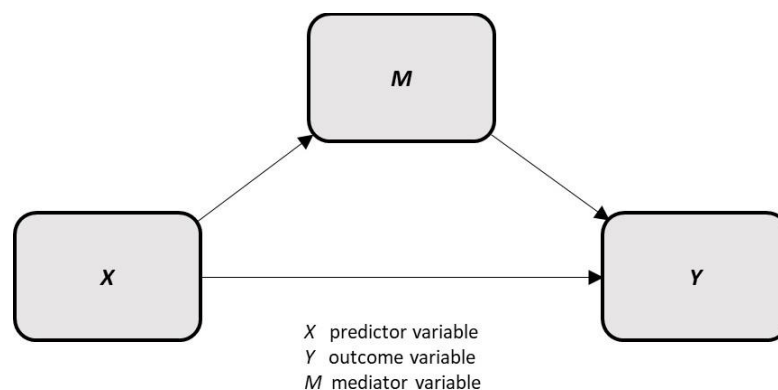 M
X
Y
X predictor variable
Y outcome variable
M mediator variable